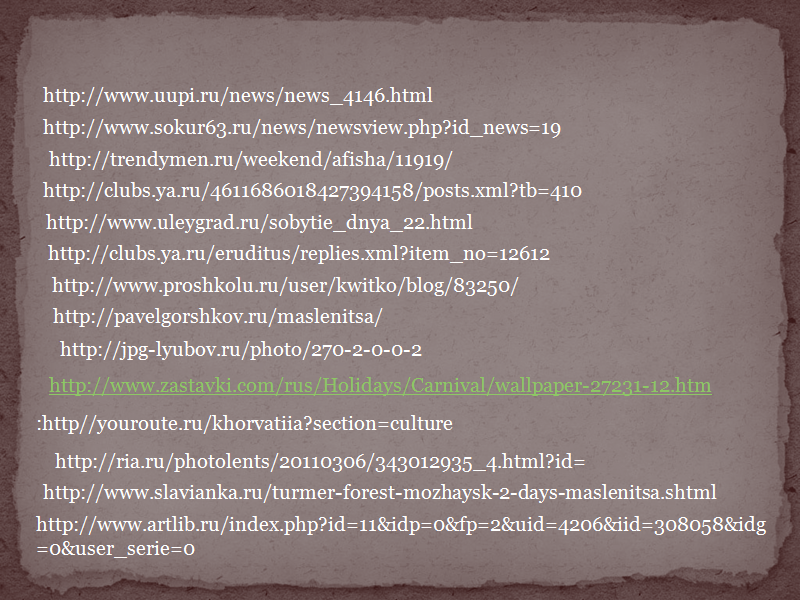 http://www.uupi.ru/news/news_4146.html
http://www.sokur63.ru/news/newsview.php?id_news=19
http://trendymen.ru/weekend/afisha/11919/
http://clubs.ya.ru/4611686018427394158/posts.xml?tb=410
http://www.uleygrad.ru/sobytie_dnya_22.html
http://clubs.ya.ru/eruditus/replies.xml?item_no=12612
http://www.proshkolu.ru/user/kwitko/blog/83250/
http://pavelgorshkov.ru/maslenitsa/
http://jpg-lyubov.ru/photo/270-2-0-0-2
http://www.zastavki.com/rus/Holidays/Carnival/wallpaper-27231-12.htm
:http//youroute.ru/khorvatiia?section=culture
http://ria.ru/photolents/20110306/343012935_4.html?id=
http://www.slavianka.ru/turmer-forest-mozhaysk-2-days-maslenitsa.shtml
http://www.artlib.ru/index.php?id=11&idp=0&fp=2&uid=4206&iid=308058&idg
=0&user_serie=0